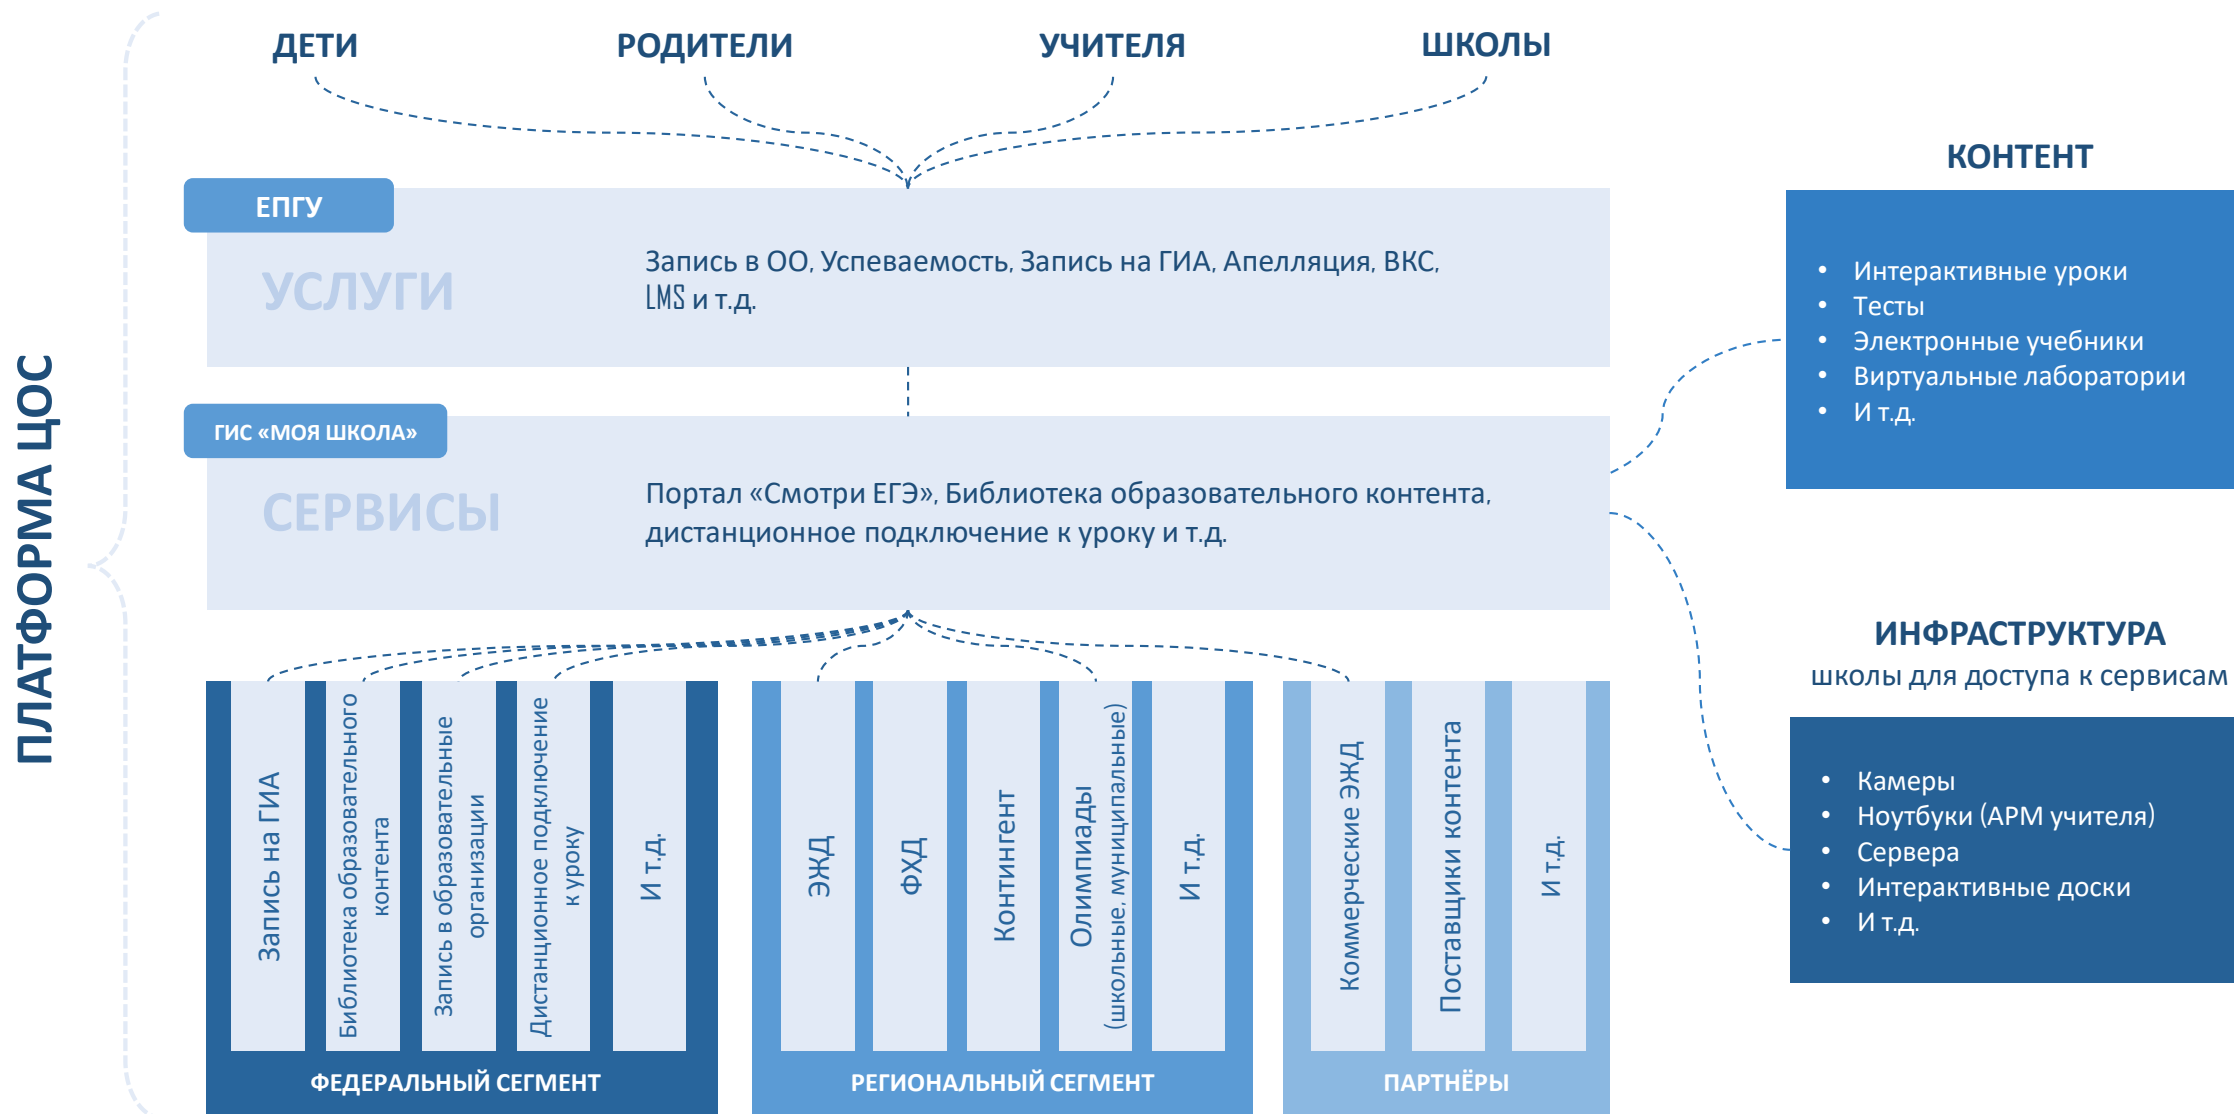 ПЛАТФОРМА ЦОС
ДЕТИ
РОДИТЕЛИ
УЧИТЕЛЯ
ШКОЛЫ
ЕПГУ
УСЛУГИ
Запись в ОО, Успеваемость, Запись на ГИА, Апелляция, ВКС,
LMS и т.д.
ГИС «МОЯ ШКОЛА»
СЕРВИСЫ
Портал «Смотри ЕГЭ», Библиотека образовательного контента,
дистанционное подключение к уроку и т.д.
КОНТЕНТ
• Интерактивные уроки
• Тесты
• Электронные учебники
• Виртуальные лаборатории
• И т.д.
ИНФРАСТРУКТУРА
школы для доступа к сервисам
• Камеры
• Ноутбуки (АРМ учителя)
• Сервера
• Интерактивные доски
• И т.д.
Запись на ГИА
Библиотека образовательного
контента
Запись в образовательные
организации
Дистанционное подключение
к уроку
И т.д.
ФЕДЕРАЛЬНЫЙ СЕГМЕНТ
ЭЖД
ФХД
Контингент
Олимпиады
(школьные, муниципальные)
И т.д.
РЕГИОНАЛЬНЫЙ СЕГМЕНТ
Коммерческие ЭЖД
Поставщики контента
И т.д.
ПАРТНЁРЫ